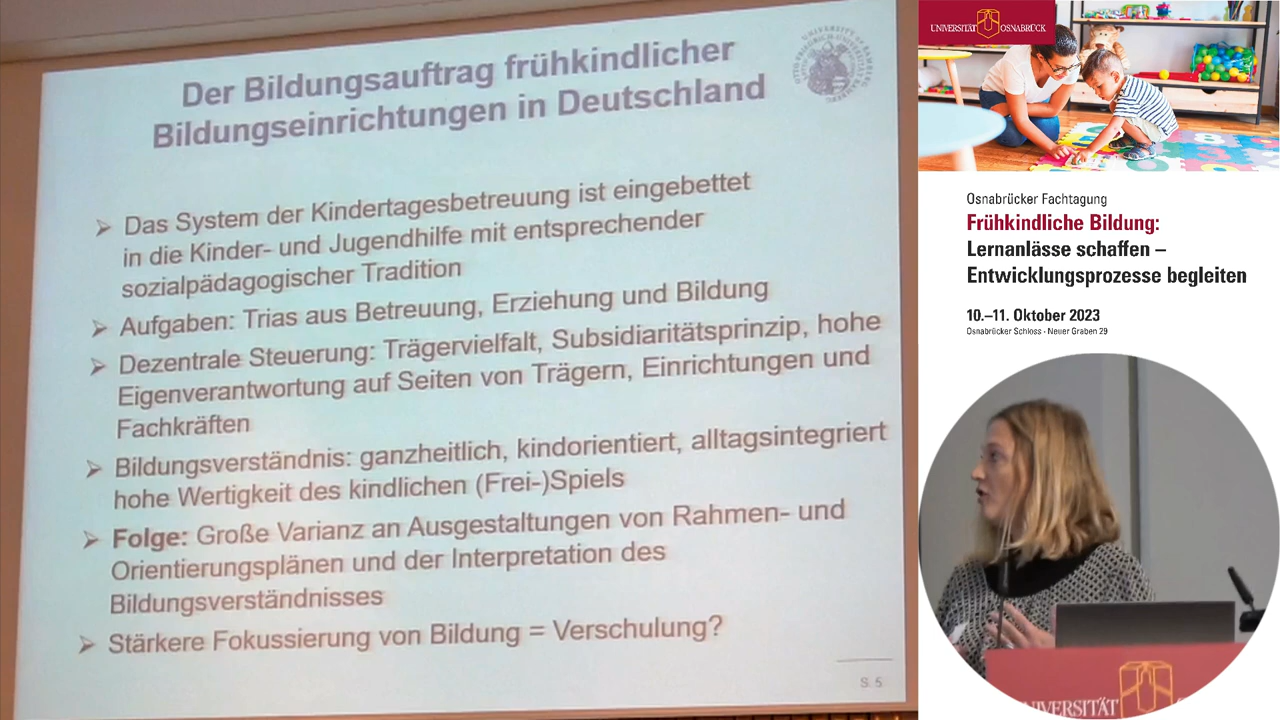 Der Bildungsauftrag frühkindlicher
Bildungseinrichtungen in Deutschland
Das System der Kindertagesbetreuung ist eingebettet
in die Kinder- und Jugendhilfe mit entsprechender
sozialpädagogischer Tradition
Aufgaben: Trias aus Betreuung, Erziehung und Bildung
Dezentrale Steuerung: Trägervielfalt, Subsidiaritätsprinzip, hohe
Eigenverantwortung auf Seiten von Trägern, Einrichtungen und
Fachkräften
Bildungsverständnis: ganzheitlich, kindorientiert, alltagsintegriert
hohe Wertigkeit des kindlichen (Frei-)Spiels
Folge: Große Varianz an Ausgestaltungen von Rahmen- und
Orientierungsplänen und der Interpretation des
Bildungsverständnisses
Stärkere Fokussierung von Bildung = Verschulung?
S. 5
UNIVERSITÄT OSNABRÜCK
Osnabrücker Fachtagung
Frühkindliche Bildung:
Lernanlässe schaffen –
Entwicklungsprozesse begleiten
10.–11. Oktober 2023
Osnabrücker Schloss · Neuer Graben 29
UNIVERSITÄT